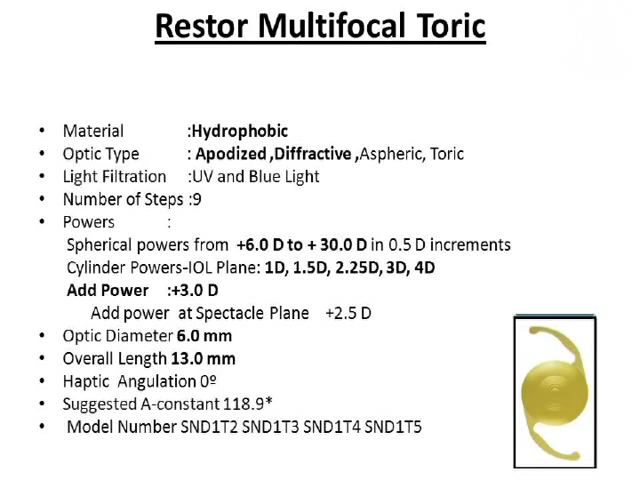 Restor Multifocal Toric
• Material :Hydrophobic
• Optic Type : Apodized ,Diffractive ,Aspheric, Toric
• Light Filtration :UV and Blue Light
• Number of Steps :9
• Powers :
Spherical powers from +6.0 D to + 30.0 D in 0.5 D increments
Cylinder Powers-IOL Plane: 1D, 1.5D, 2.25D, 3D, 4D
Add Power :+3.0 D
Add power at Spectacle Plane +2.5 D
• Optic Diameter 6.0 mm
• Overall Length 13.0 mm
• Haptic Angulation 0º
• Suggested A-constant 118.9*
• Model Number SND1T2 SND1T3 SND1T4 SND1T5